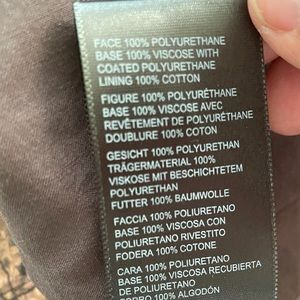 FACE 100% POLYURETHANE
BASE 100% VISCOSE WITH
COATED POLYURETHANE
LINING 100% COTTON
FIGURE 100% POLYURÉTHANE
BASE 100% VISCOSE AVEC
REVÊTEMENT DE POLYURÉTHANE
DOUBLURE 100% COTON
GESICHT 100% POLYURETHAN
TRÄGERMATERIAL 100%
VISKOSE MIT BESCHICHTETEM
POLYURETHAN
FUTTER 100% BAUMWOLLE
FACCIA 100% POLIURETANO
BASE 100% VISCOSA CON
POLIURETANO RIVESTITO
FODERA 100% COTONE
CARA 100% POLIURETANO
BASE 100% VISCOSA RECUBIERTA
DE POLIURETANO
FORRO 100% ALGODÓN